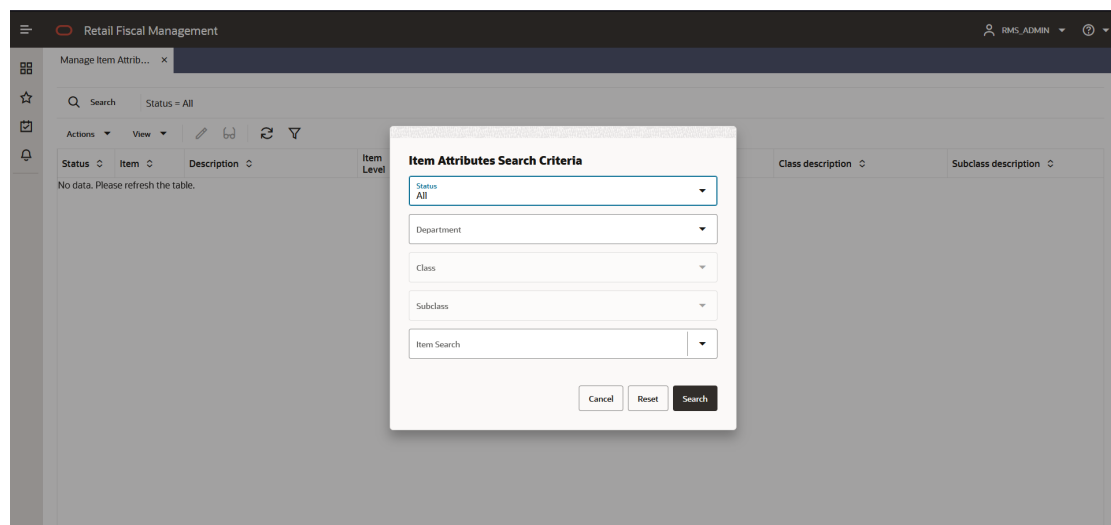 Retail Fiscal Management
RMS_ADMIN
Manage Item Attrib... ×
Search Status = All
Actions View
Status Item Description Item Level Class description Subclass description
No data. Please refresh the table.
Item Attributes Search Criteria
Status
All
Department
Class
Subclass
Item Search
Cancel Reset Search